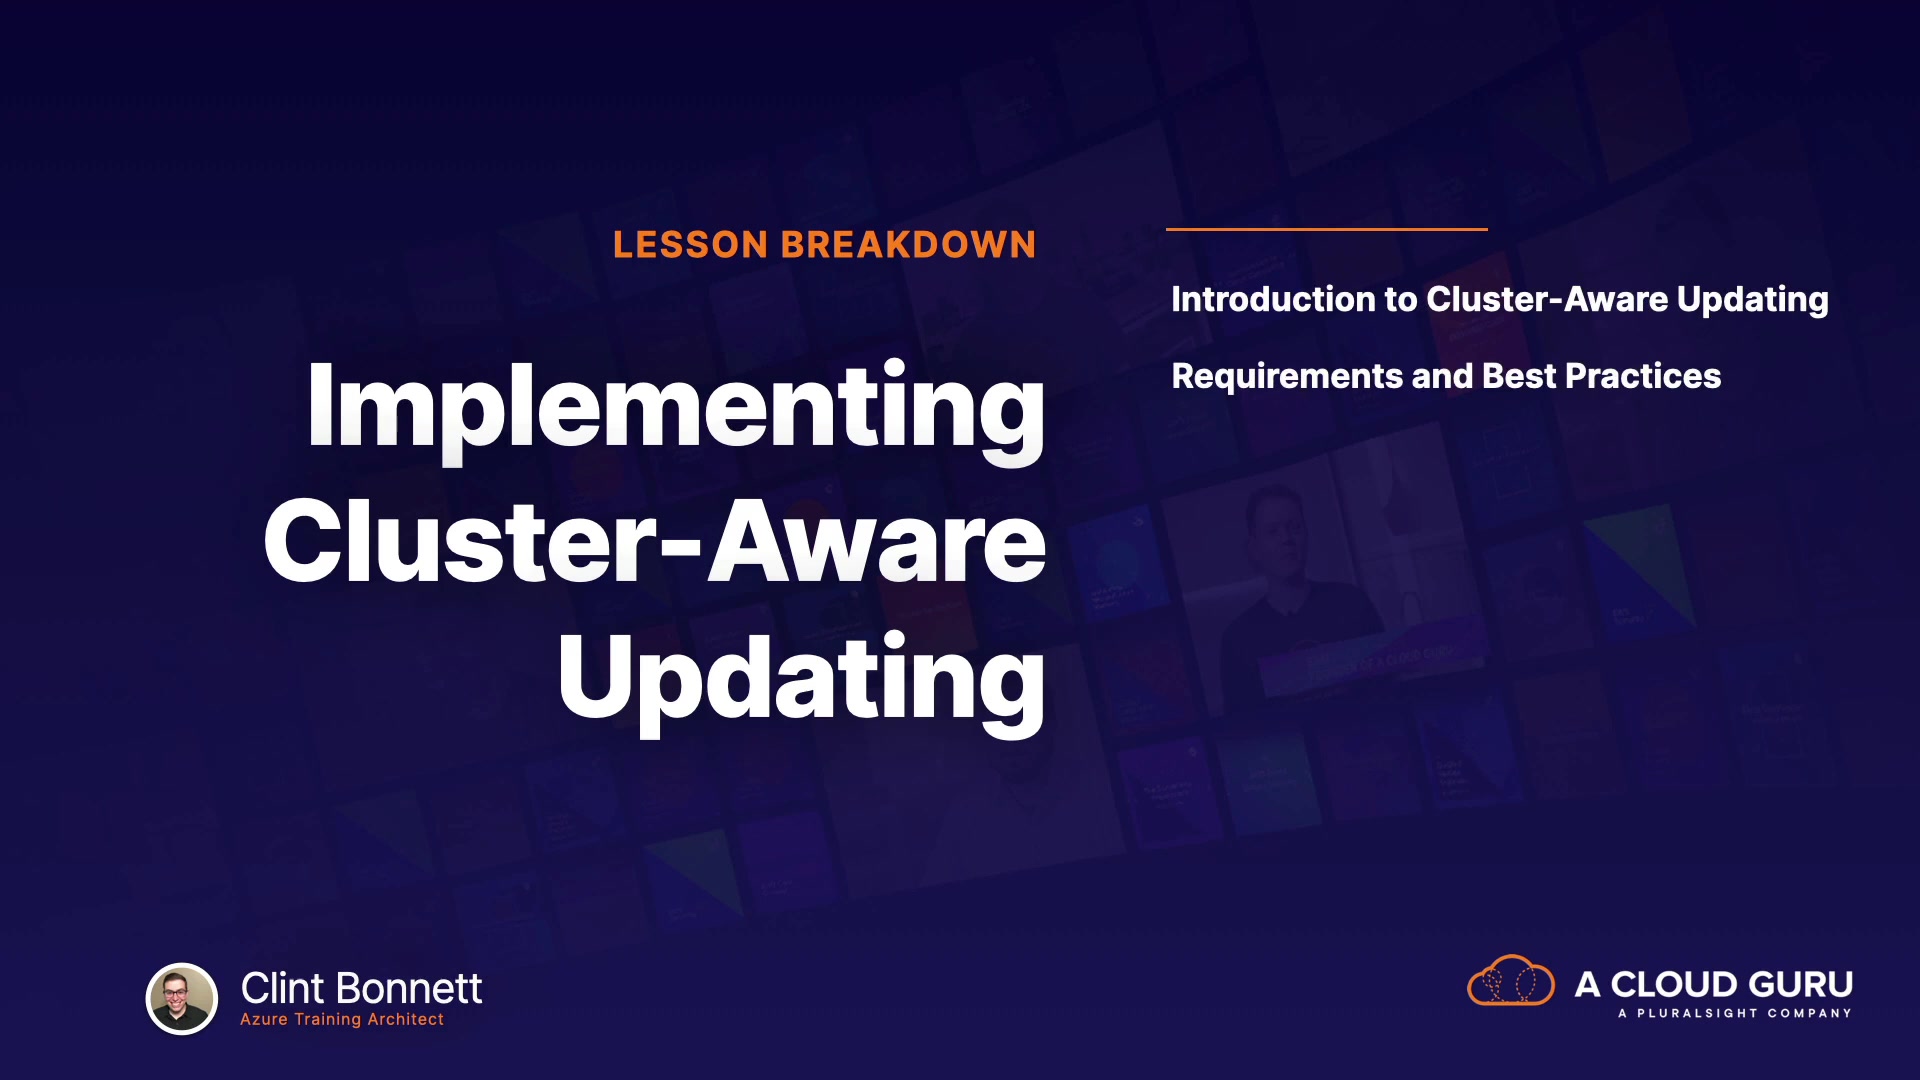 LESSON BREAKDOWN
Implementing
Cluster-Aware
Updating
Introduction to Cluster-Aware Updating
Requirements and Best Practices
Clint Bonnett
Azure Training Architect
A CLOUD GURU
A PLURALSIGHT COMPANY